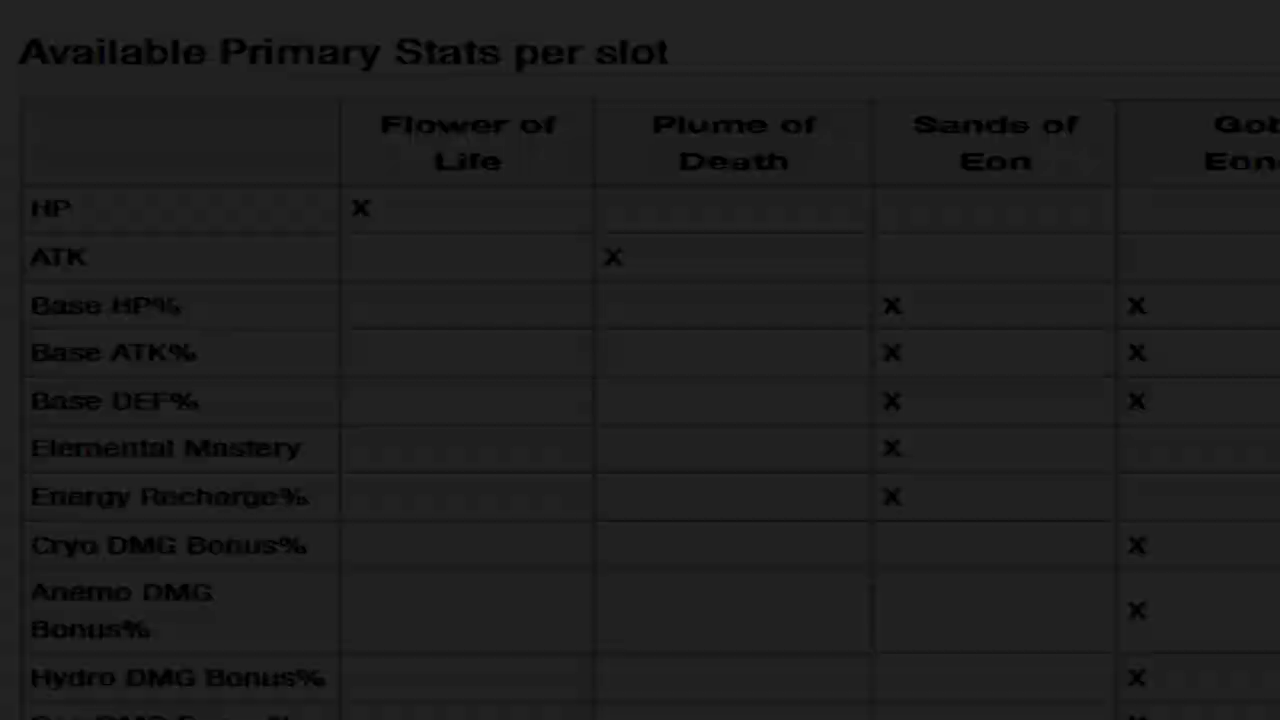 Available Primary Stats per slot
Flower of Life Plume of Death Sands of Eon
HP X
ATK X
Base HP% X X
Base ATK% X X
Base DEF% X X
Elemental Mastery X
Energy Recharge% X
Cryo DMG Bonus% X
Anemo DMG
Bonus% X
Hydro DMG Bonus% X